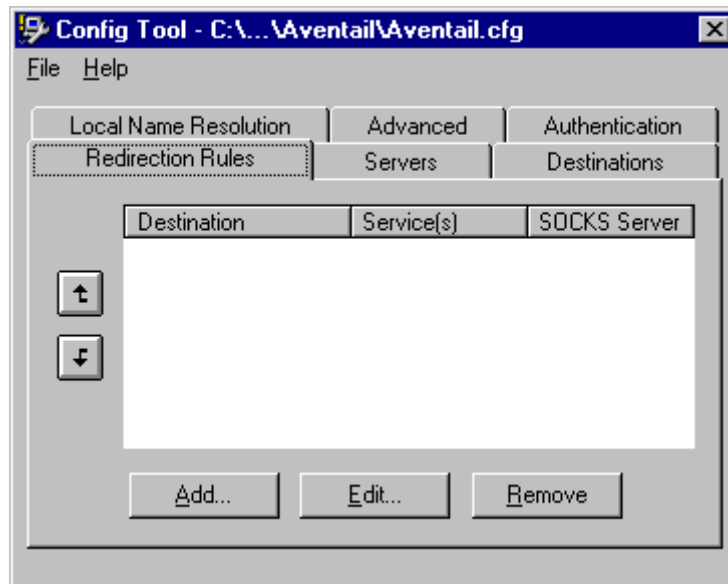 Config Tool - C:\...\Aventail\Aventail.cfg
File Help
Local Name Resolution Advanced Authentication
Redirection Rules Servers Destinations
Destination Service(s) SOCKS Server
Add... Edit... Remove